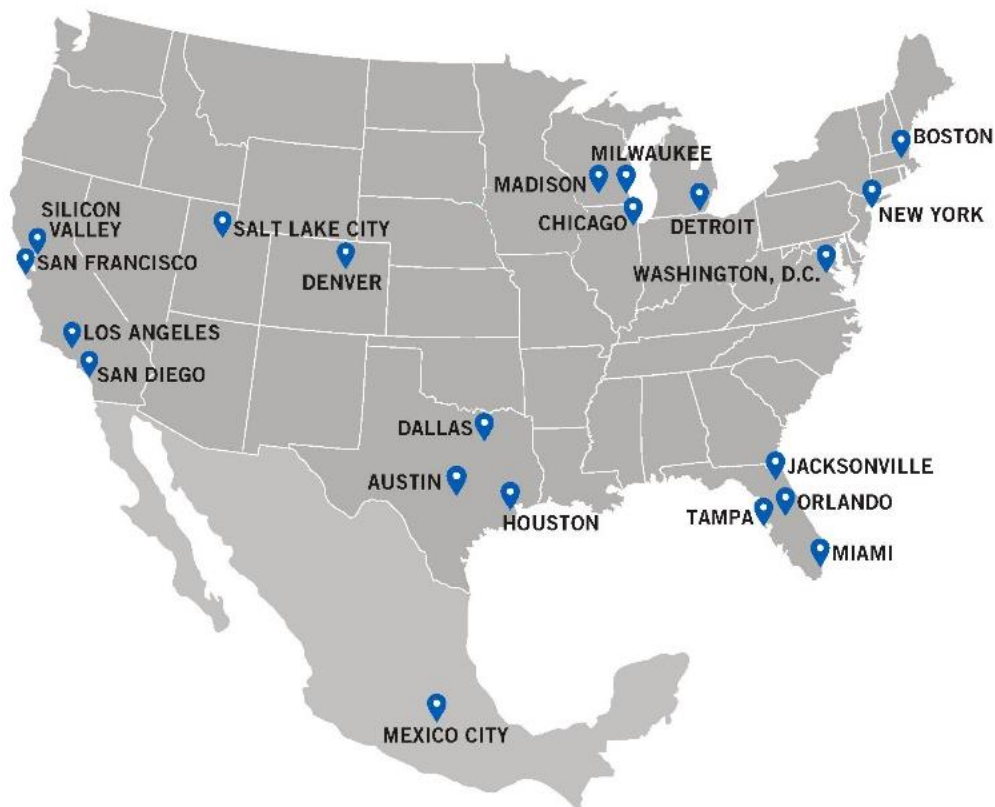 BOSTON
MILWAUKEE
MADISON
NEW YORK
SILICON
VALLEY
SALT LAKE CITY
CHICAGO
DETROIT
SAN FRANCISCO
DENVER
WASHINGTON, D.C.
LOS ANGELES
SAN DIEGO
DALLAS
JACKSONVILLE
AUSTIN
ORLANDO
HOUSTON
TAMPA
MIAMI
MEXICO CITY